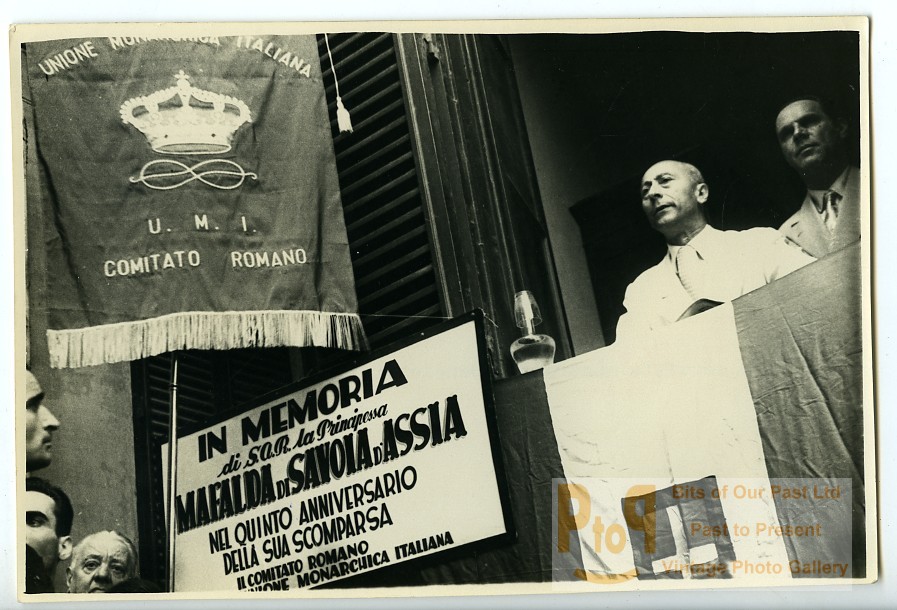 UNIONE MONARCHICA ITALIANA
U. M. I.
COMITATO ROMANO
IN MEMORIA
di S.A.R. la Principessa
MAFALDA DI SAVOIA D'ASSIA
NEL QUINTO ANNIVERSARIO
DELLA SUA SCOMPARSA
IL COMITATO ROMANO
UNIONE MONARCHICA ITALIANA
PtoP
Bits of Our Past Ltd
Past to Present
Vintage Photo Gallery